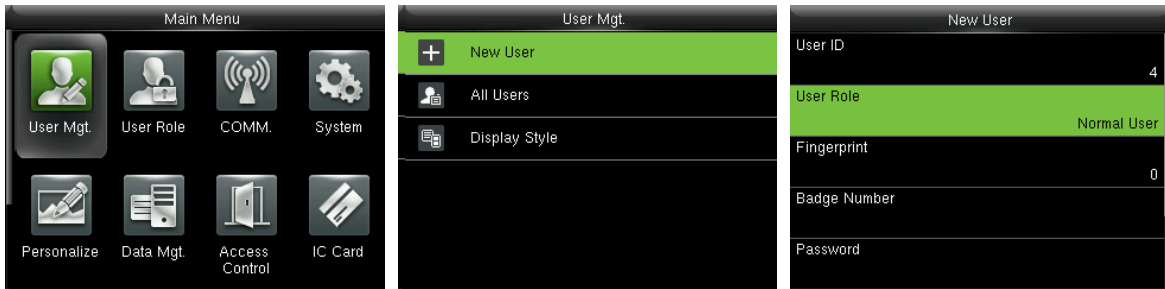 Main Menu
User Mgt.
User Role
COMM.
System
Personalize
Data Mgt.
Access
Control
IC Card
User Mgt.
New User
All Users
Display Style
New User
User ID
4
User Role
Normal User
Fingerprint
0
Badge Number
Password